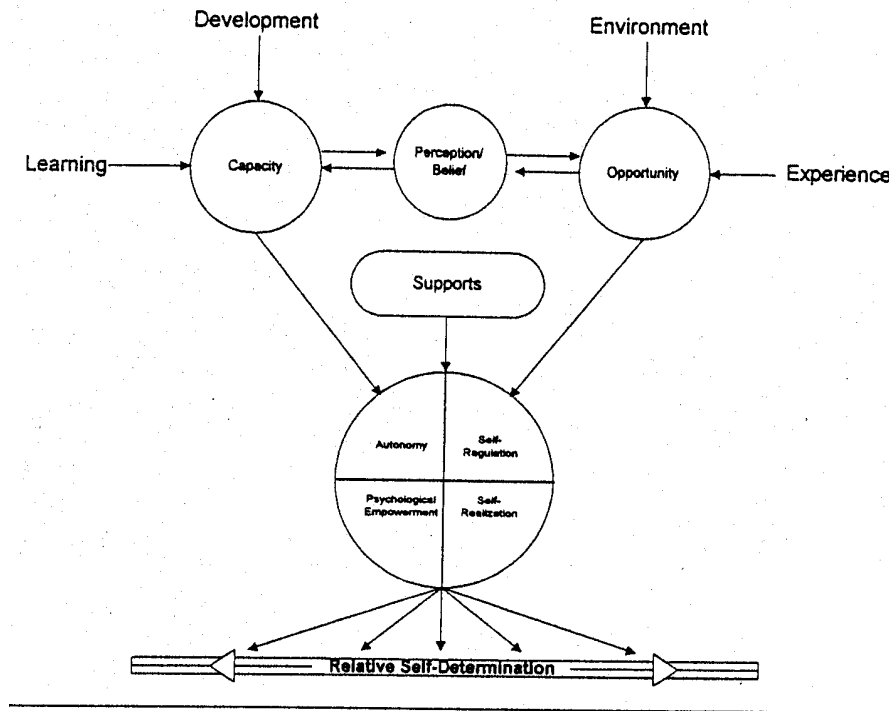 Development
Environment
Learning
Capacity
Perception/
Belief
Opportunity
Experience
Supports
Autonomy
Self-
Regulation
Psychological
Empowerment
Self-
Realization
Relative Self-Determination